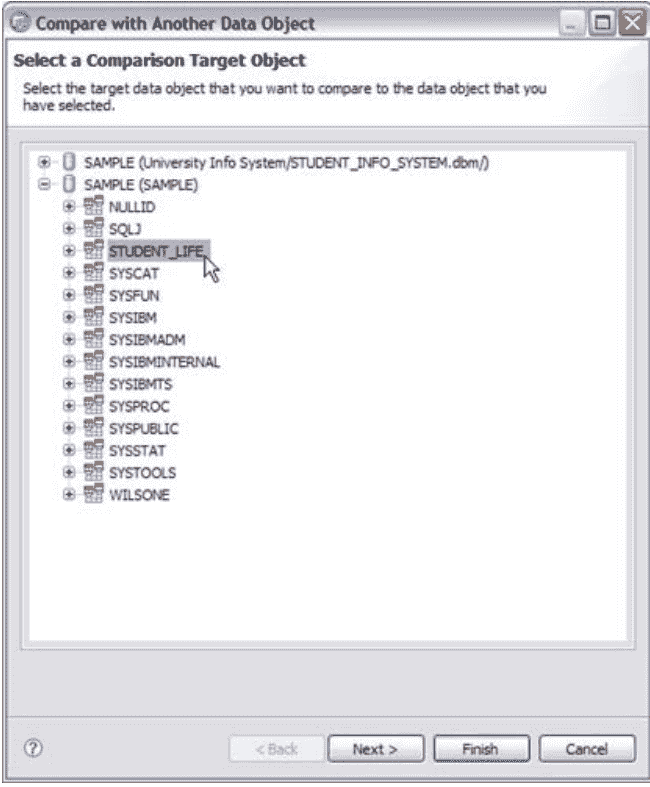 Compare with Another Data Object
Select a Comparison Target Object
Select the target data object that you want to compare to the data object that you
have selected.
SAMPLE (University Info System/STUDENT_INFO_SYSTEM.dbm/)
SAMPLE (SAMPLE)
NULLID
SQLJ
STUDENT_LIFE
SYSCAT
SYSFUN
SYSIBM
SYSIBMADM
SYSIBMINTERNAL
SYSIBMTS
SYSPROC
SYSPUBLIC
SYSSTAT
SYSTOOLS
WILSONE
< Back Next > Finish Cancel